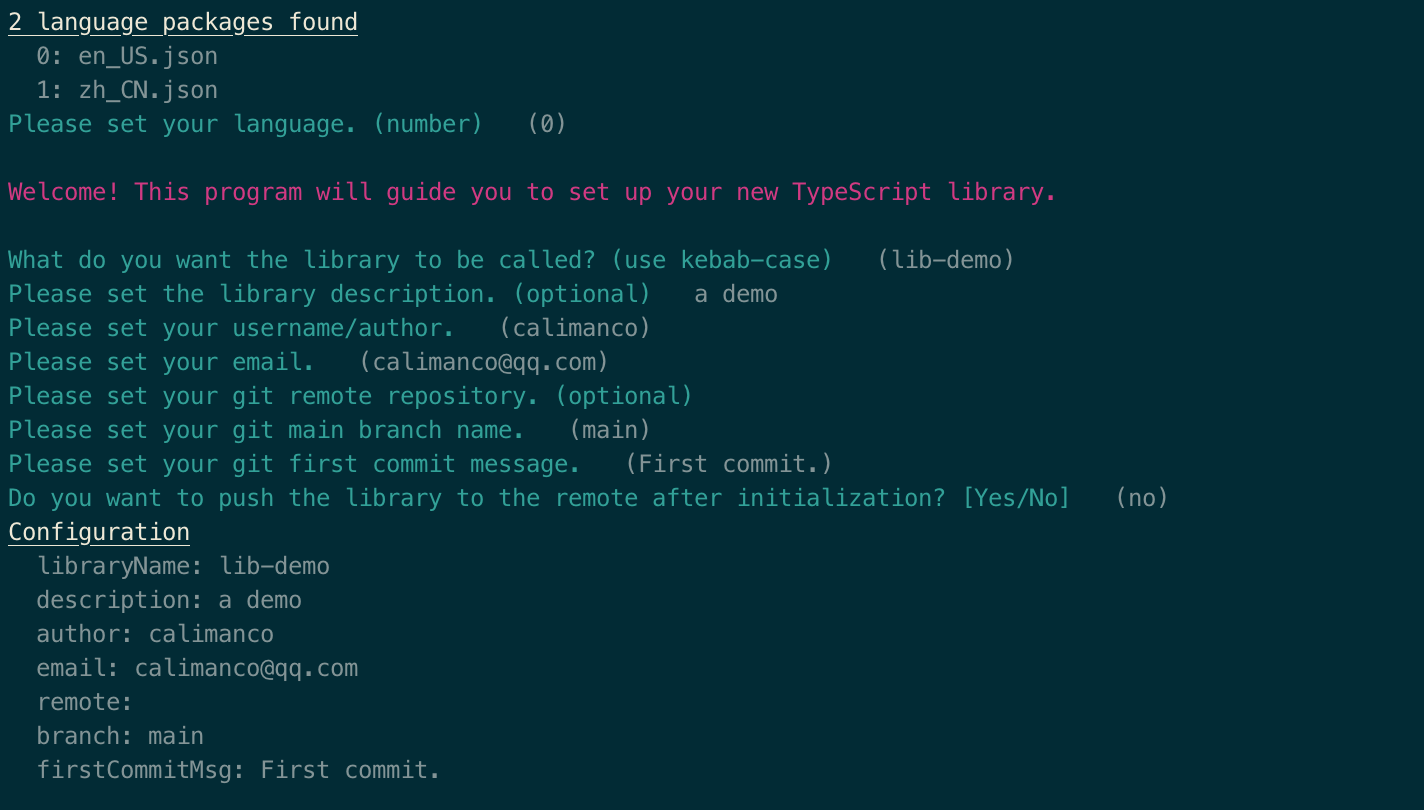 2 language packages found
0: en_US.json
1: zh_CN.json
Please set your language. (number) (0)
Welcome! This program will guide you to set up your new TypeScript library.
What do you want the library to be called? (use kebab-case) (lib-demo)
Please set the library description. (optional) a demo
Please set your username/author. (calimanco)
Please set your email. (calimanco@qq.com)
Please set your git remote repository. (optional)
Please set your git main branch name. (main)
Please set your git first commit message. (First commit.)
Do you want to push the library to the remote after initialization? [Yes/No] (no)
Configuration
libraryName: lib-demo
description: a demo
author: calimanco
email: calimanco@qq.com
remote:
branch: main
firstCommitMsg: First commit.